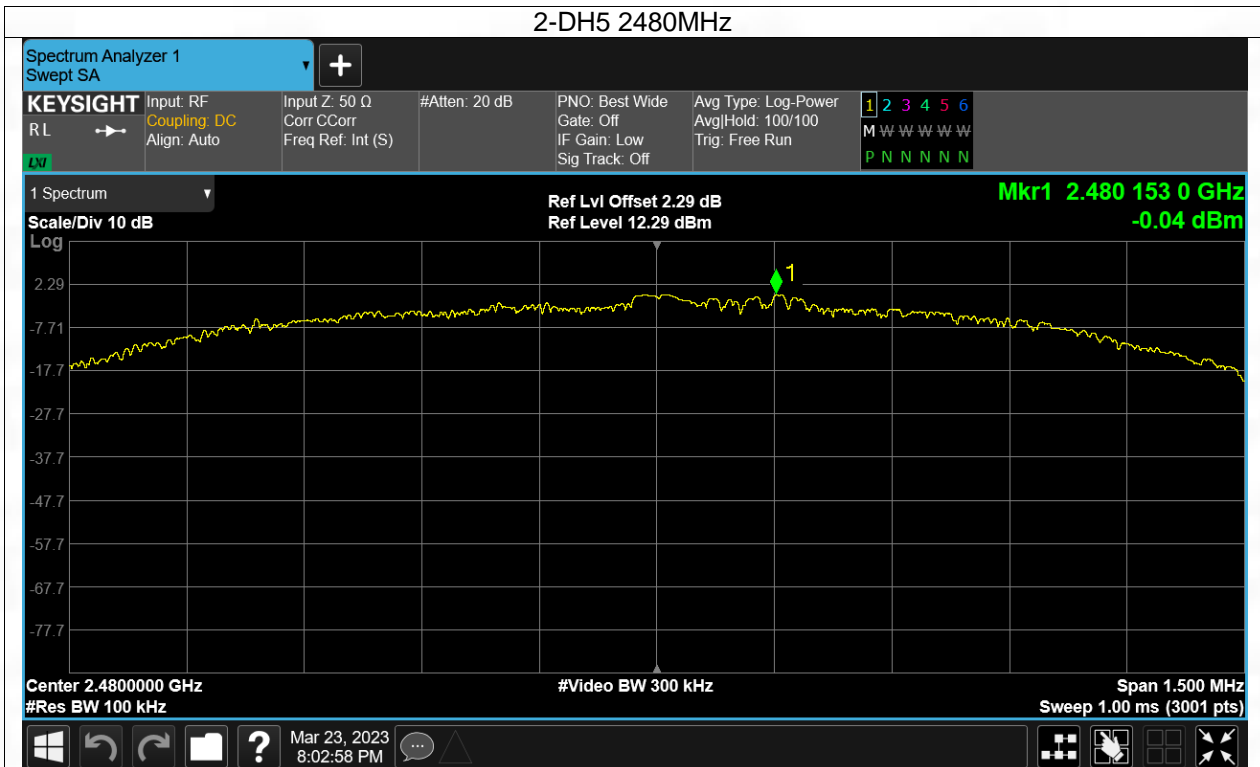 2-DH5 2480MHz
Spectrum Analyzer 1
Swept SA
KEYSIGHT
R L
LXI
Input: RF
Coupling: DC
Align: Auto
Input Z: 50 Ω
Corr CCorr
Freq Ref: Int (S)
#Atten: 20 dB
PNO: Best Wide
Gate: Off
IF Gain: Low
Sig Track: Off
Avg Type: Log-Power
Avg|Hold: 100/100
Trig: Free Run
1 2 3 4 5 6
M W W W W W
P N N N N N
1 Spectrum
Scale/Div 10 dB
Ref Lvl Offset 2.29 dB
Ref Level 12.29 dBm
Mkr1 2.480 153 0 GHz
-0.04 dBm
Log
1
2.29
-7.71
-17.7
-27.7
-37.7
-47.7
-57.7
-67.7
-77.7
Center 2.4800000 GHz
#Video BW 300 kHz
Span 1.500 MHz
#Res BW 100 kHz
Sweep 1.00 ms (3001 pts)
?
Mar 23, 2023
8:02:58 PM